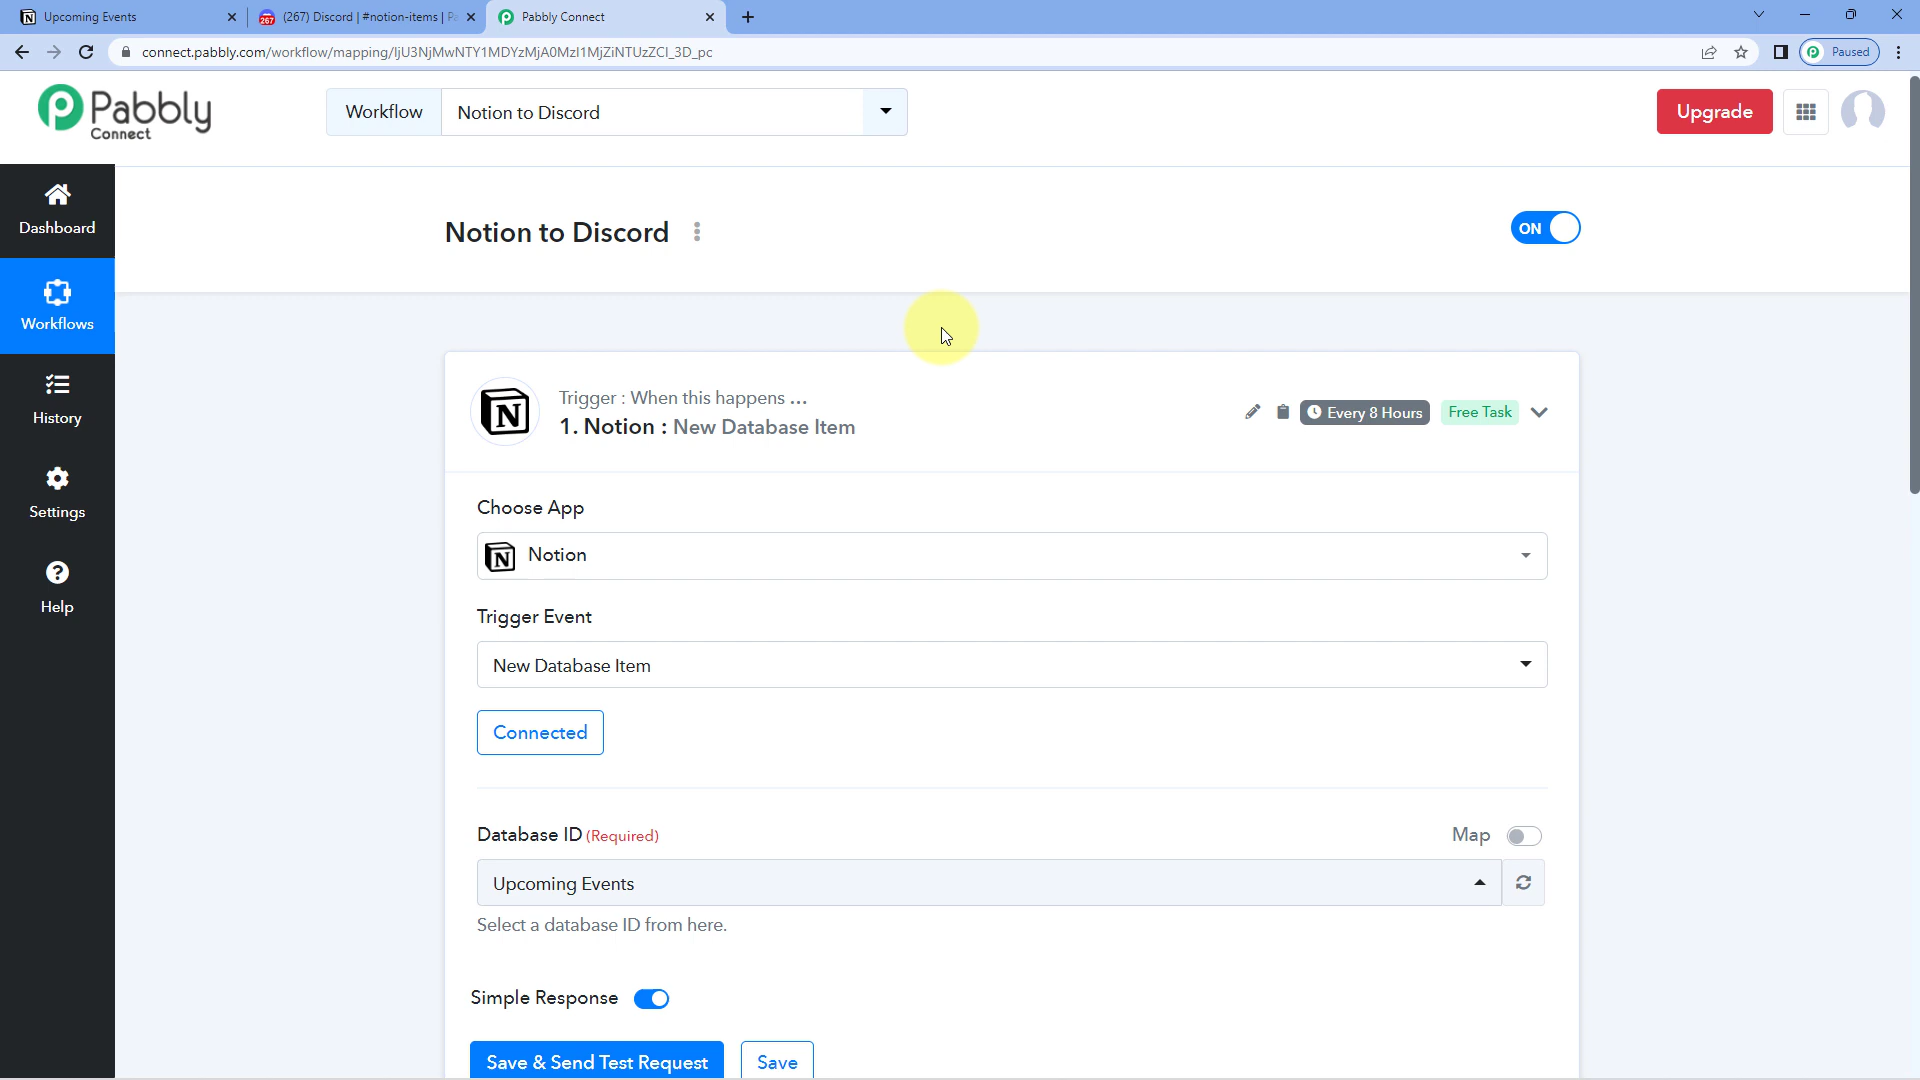 Upcoming Events
(267) Discord | #notion-items | Pa
Pabbly Connect
connect.pabbly.com/workflow/mapping/IjU3NjMwNTY1MDYzMjA0MzI1MjZiNTUzZCI_3D_pc
Paused
Pabbly
Connect
Workflow
Notion to Discord
Upgrade
Dashboard
Workflows
History
Settings
Help
Notion to Discord
ON
Trigger : When this happens ...
1. Notion : New Database Item
Every 8 Hours
Free Task
Choose App
Notion
Trigger Event
New Database Item
Connected
Database ID (Required)
Map
Upcoming Events
Select a database ID from here.
Simple Response
Save & Send Test Request
Save